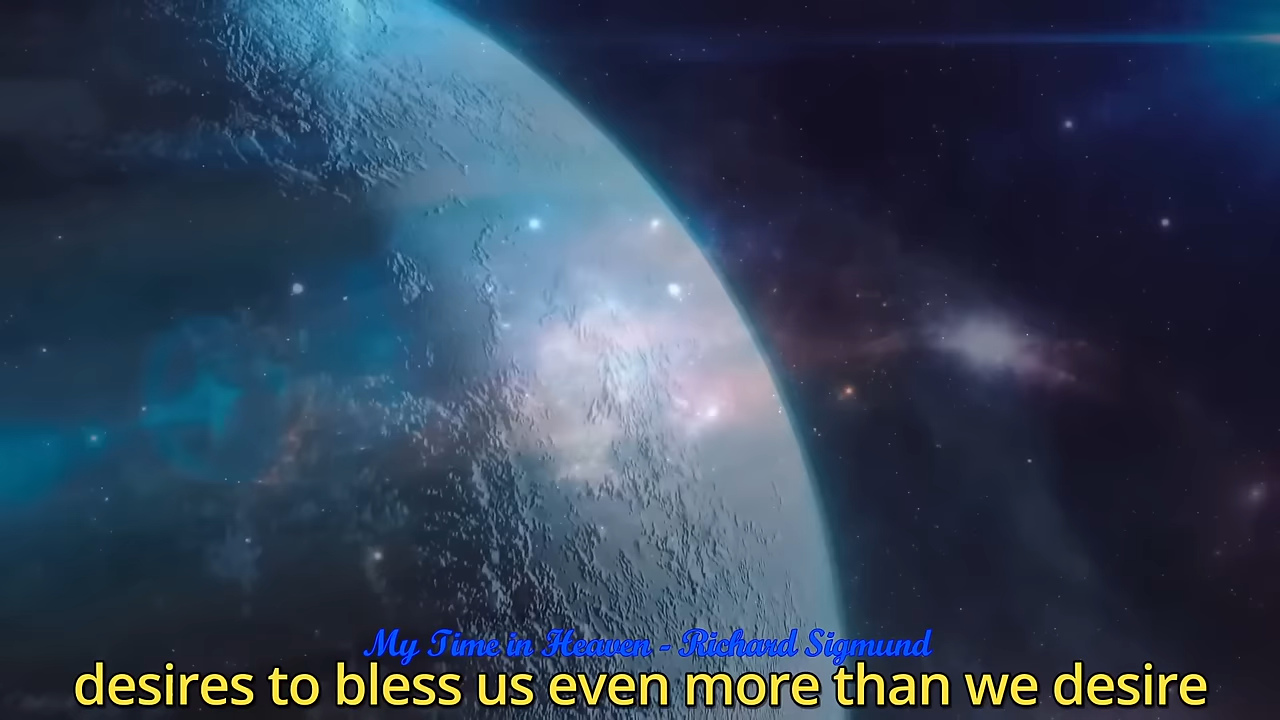 My Time in Heaven - Richard Sigmund
desires to bless us even more than we desire